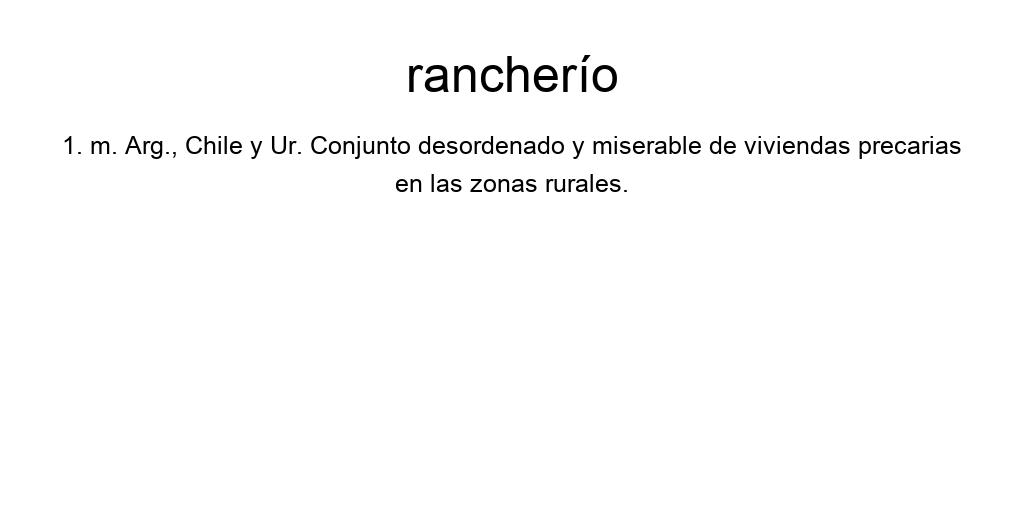 rancherío
1. m. Arg., Chile y Ur. Conjunto desordenado y miserable de viviendas precarias
en las zonas rurales.